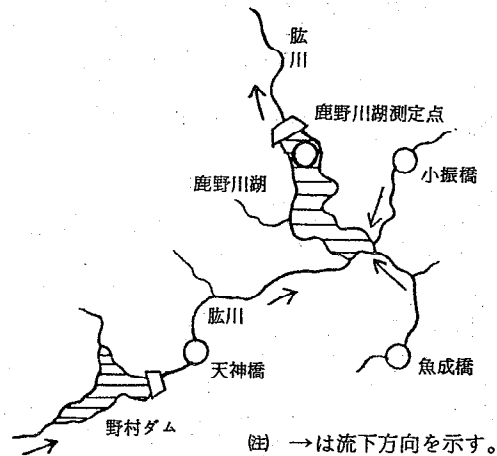 肱
川
鹿野川湖測定点
小振橋
鹿野川湖
肱川
天神橋
魚成橋
野村ダム
(注) →は流下方向を示す。